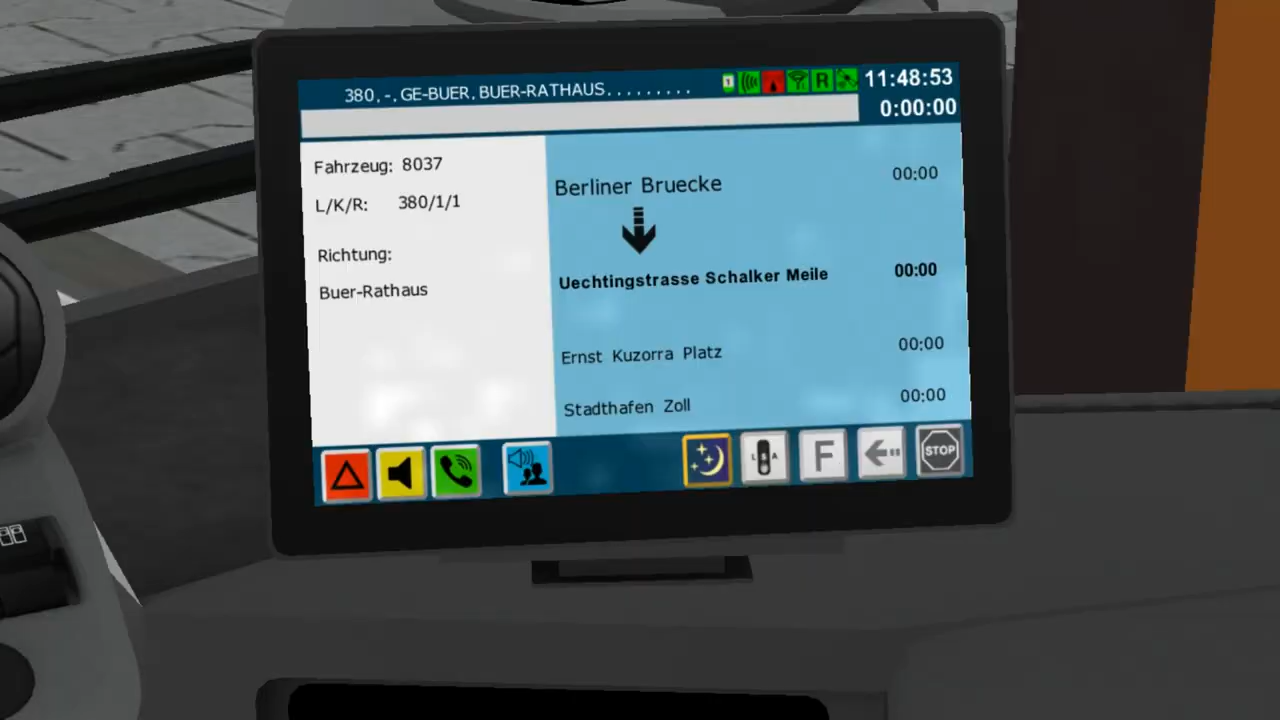 380,-,GE-BUER,BUER-RATHAUS.........
1
R
11:48:53
0:00:00
Fahrzeug: 8037
L/K/R: 380/1/1
Richtung:
Buer-Rathaus
Berliner Bruecke 00:00
Uechtingstrasse Schalker Meile 00:00
Ernst Kuzorra Platz 00:00
Stadthafen Zoll 00:00
L S A
F
STOP